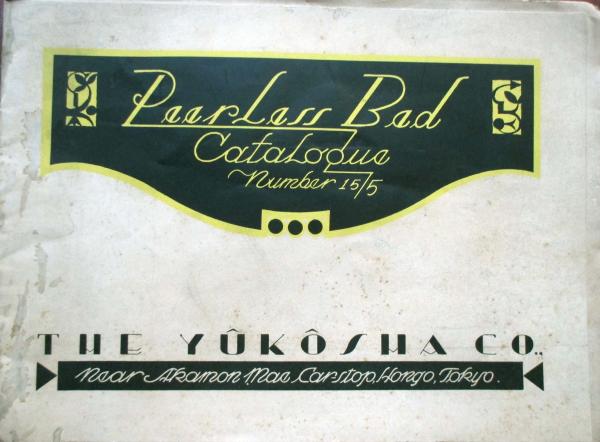 Peerless Bed
Catalogue
Number 15/5
THE YÛKÔSHA CO.,
Near Akamon Mae Car-stop, Hongo, Tokyo.